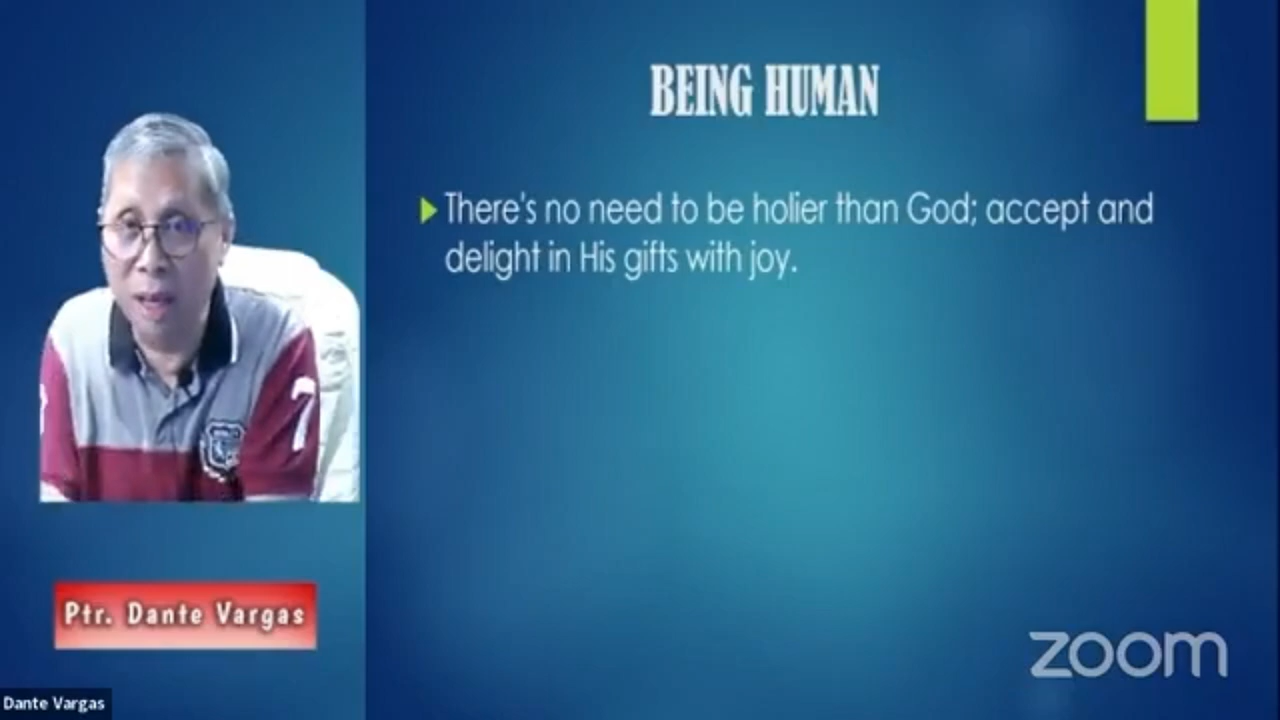 BEING HUMAN
There's no need to be holier than God; accept and
delight in His gifts with joy.
7
Ptr. Dante Vargas
Dante Vargas
zoom